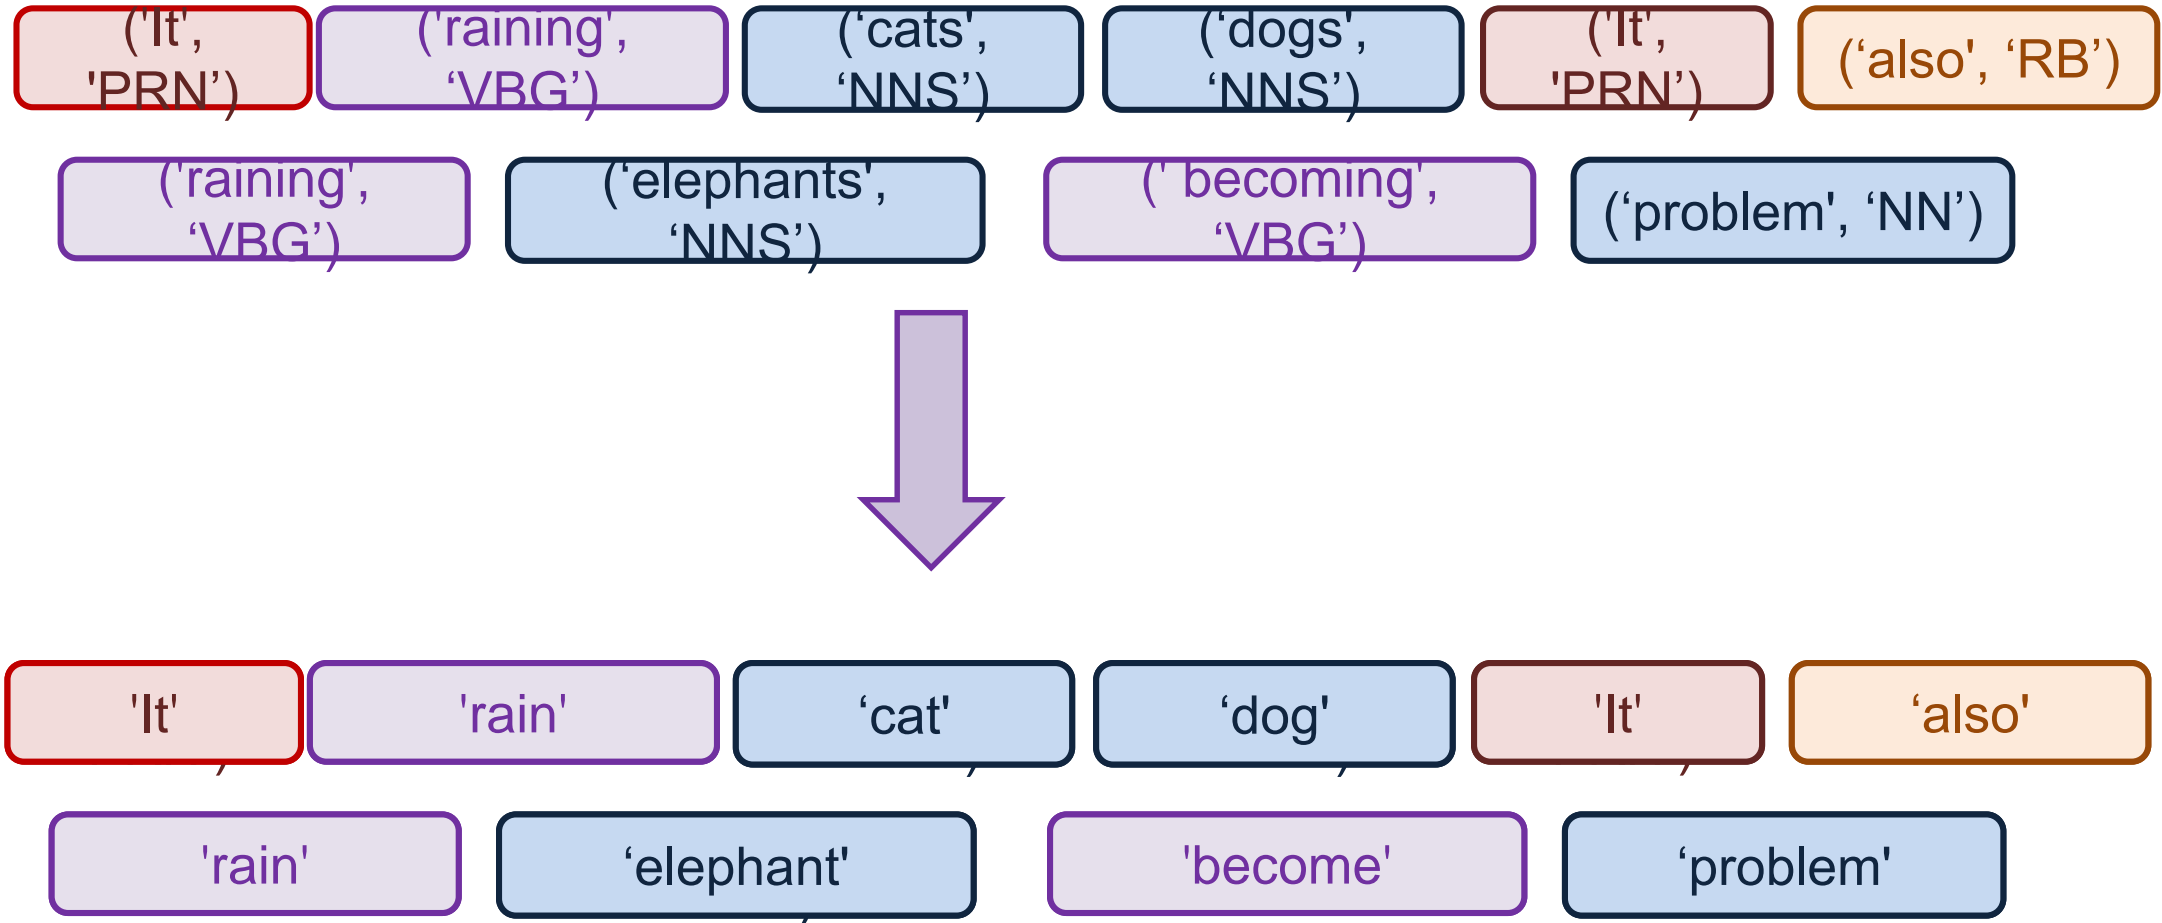 ('It', 
'PRN’)
('raining', 
‘VBG’)
(‘cats', 
‘NNS’)
(‘dogs', 
‘NNS’)
('It', 
'PRN’)
(‘also', ‘RB’)
('raining', 
‘VBG’)
(‘elephants', 
‘NNS’)
(' becoming', 
‘VBG’)
(‘problem', ‘NN’)
'It'
'rain'
‘cat'
‘dog'
'It'
‘also'
'rain'
‘elephant'
'become'
‘problem'